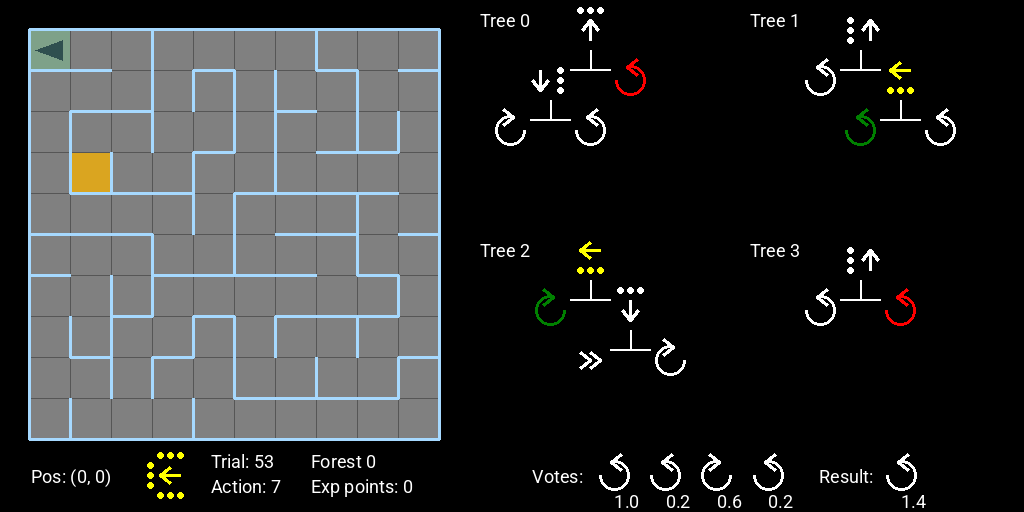 Tree 0
Tree 1
Tree 2
Tree 3
Pos: (0, 0)
Trial: 53
Forest 0
Action: 7
Exp points: 0
Votes:
1.0
0.2
0.6
0.2
Result:
1.4